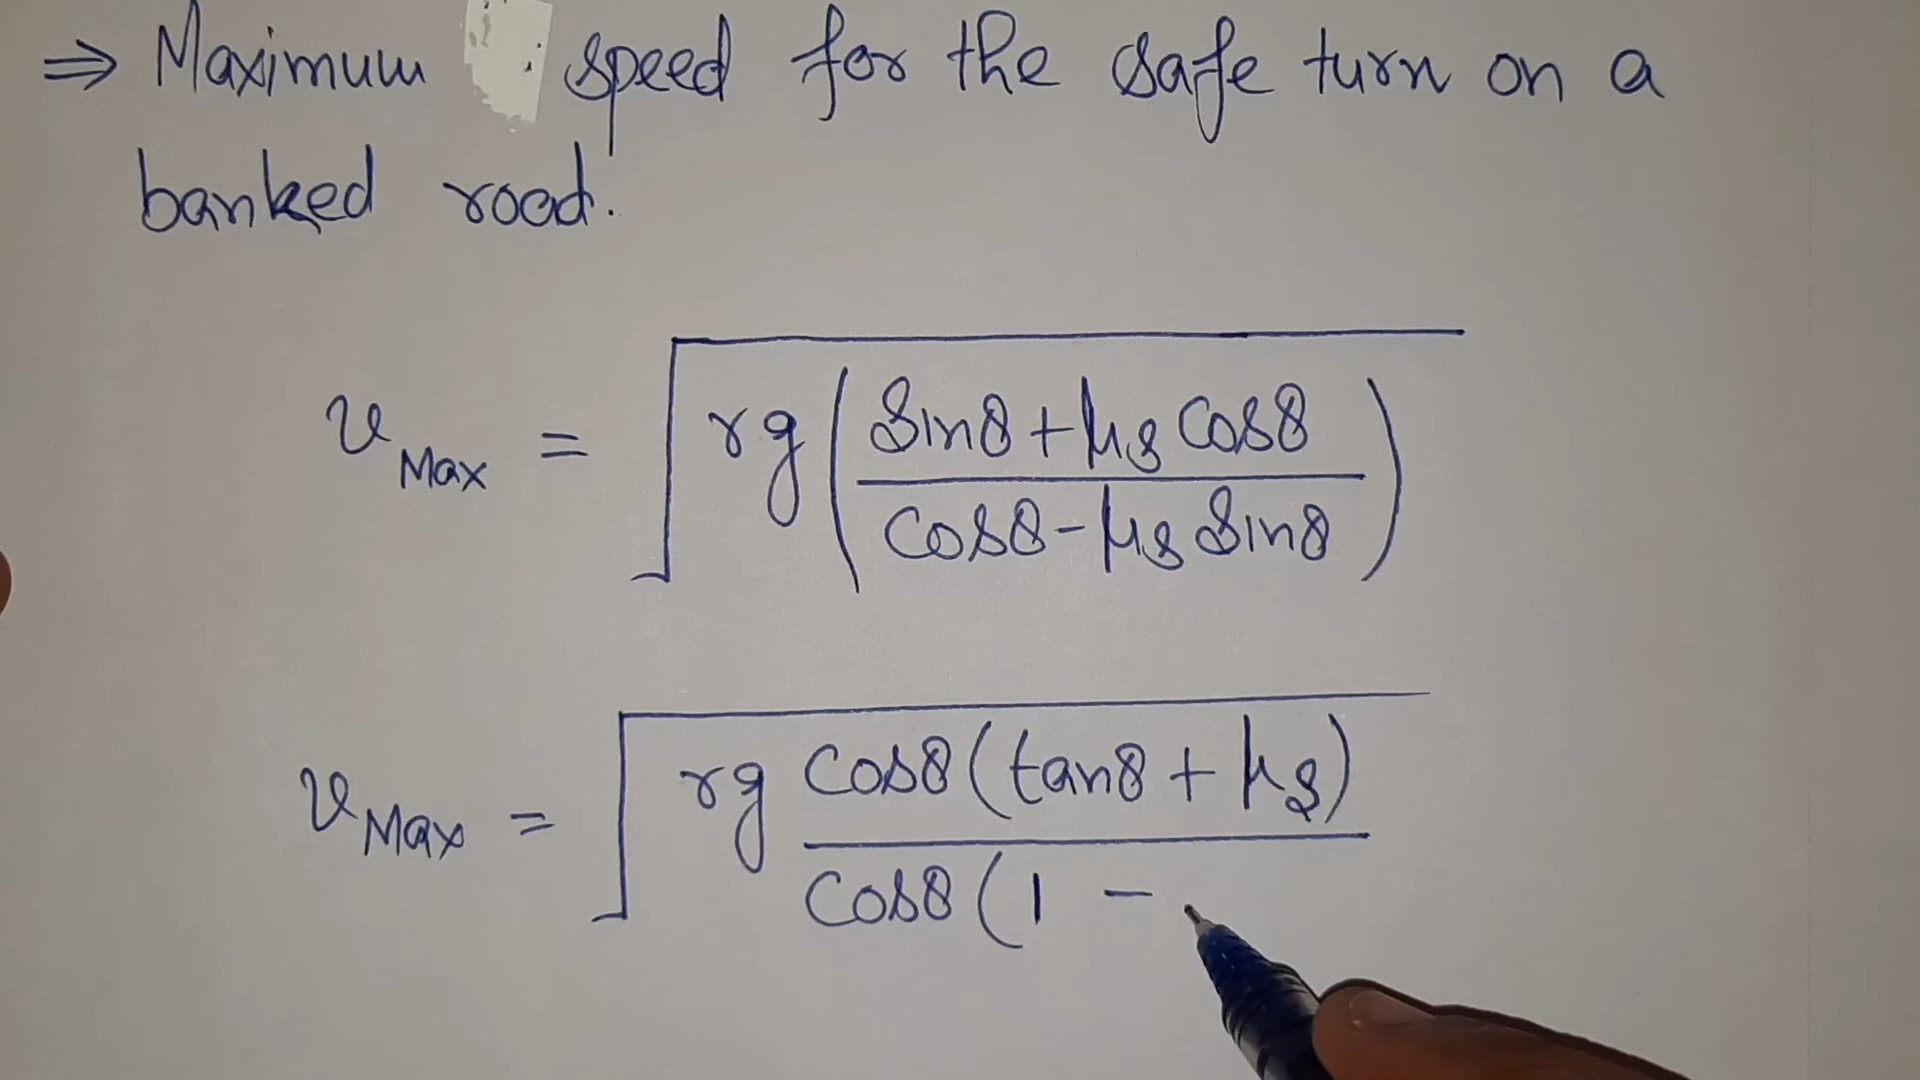 ⇒ Maximum speed for the safe turn on a
banked road.
v_Max = √(rg((Sinθ + μs Cosθ)/(Cosθ - μs Sinθ)))
v_Max = √(rg Cosθ(tanθ + μs)/Cosθ(1 -